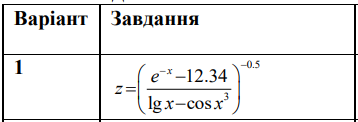 Варіант Завдання
1 z=((e^{-x}-12.34)/(lg x-cos x^3))^{-0.5}